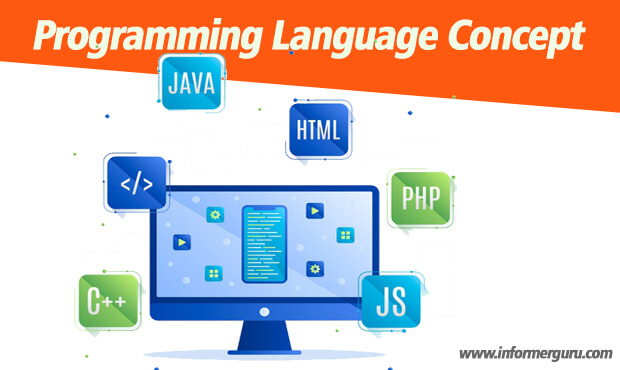 Programming Language Concept
JAVA
HTML
</>
PHP
C++
JS
www.informerguru.com